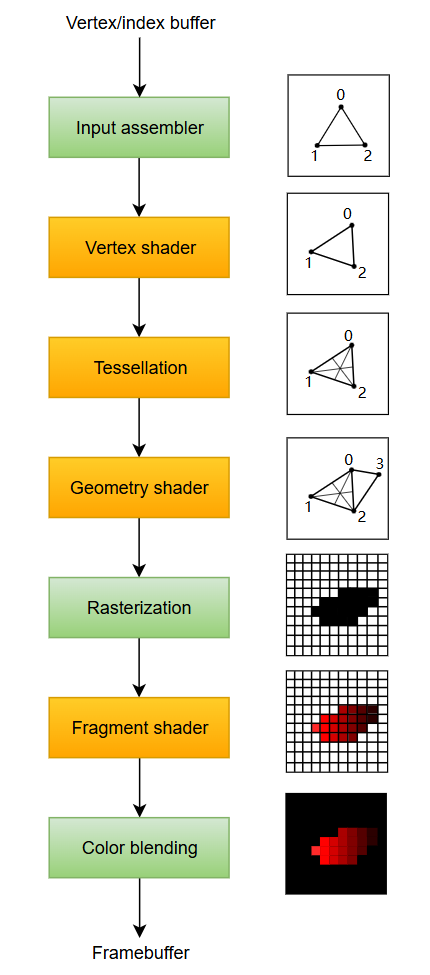 Vertex/index buffer
Input assembler
0
1
2
Vertex shader
0
1
2
Tessellation
0
1
2
Geometry shader
0
3
1
2
Rasterization
Fragment shader
Color blending
Framebuffer